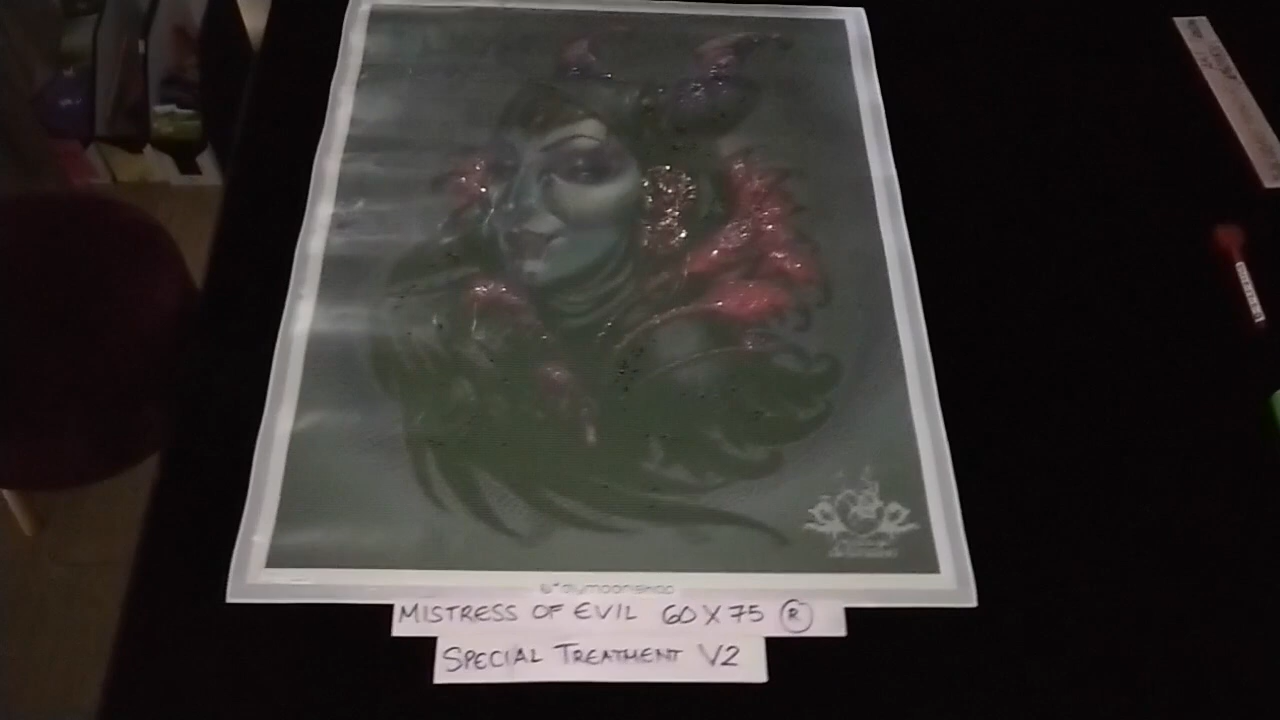 MISTRESS OF EVIL 60 X 75 Ⓡ
SPECIAL TREATMENT V2